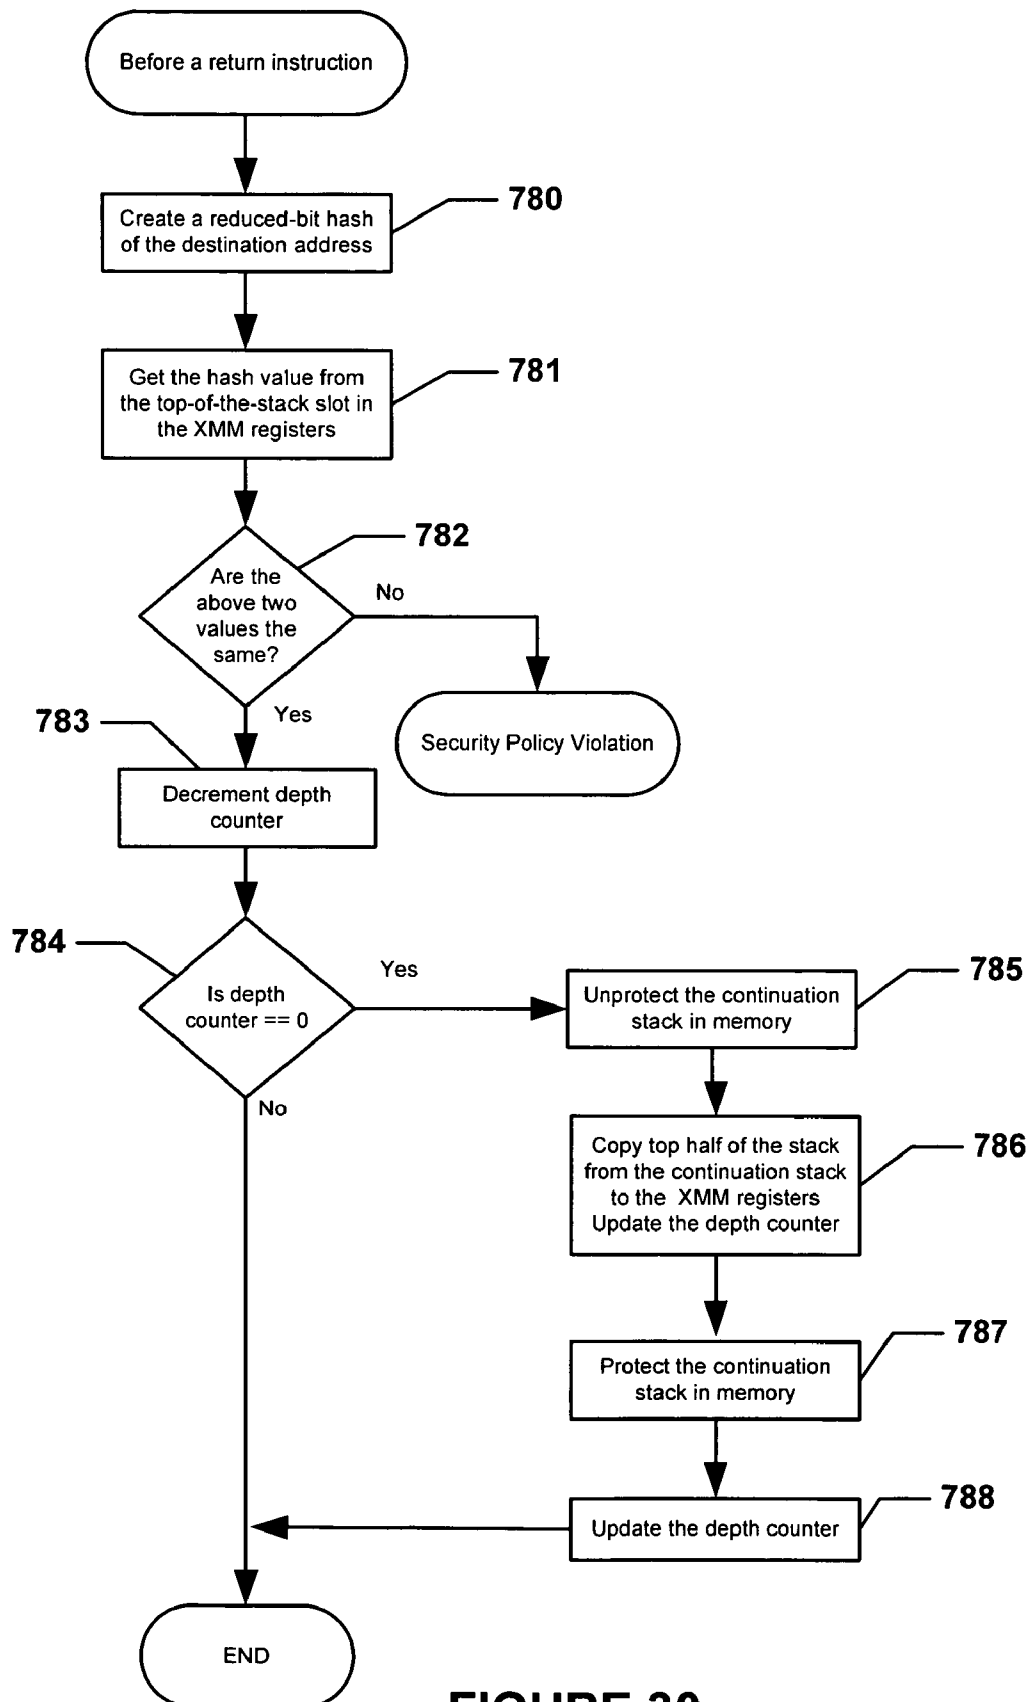 Before a return instruction
780
Create a reduced-bit hash
of the destination address
781
Get the hash value from
the top-of-the-stack slot in
the XMM registers
782
Are the
above two
values the
same?
No
Yes
Security Policy Violation
783
Decrement depth
counter
784
Is depth
counter == 0
Yes
No
785
Unprotect the continuation
stack in memory
786
Copy top half of the stack
from the continuation stack
to the XMM registers
Update the depth counter
787
Protect the continuation
stack in memory
788
Update the depth counter
END
FIGURE